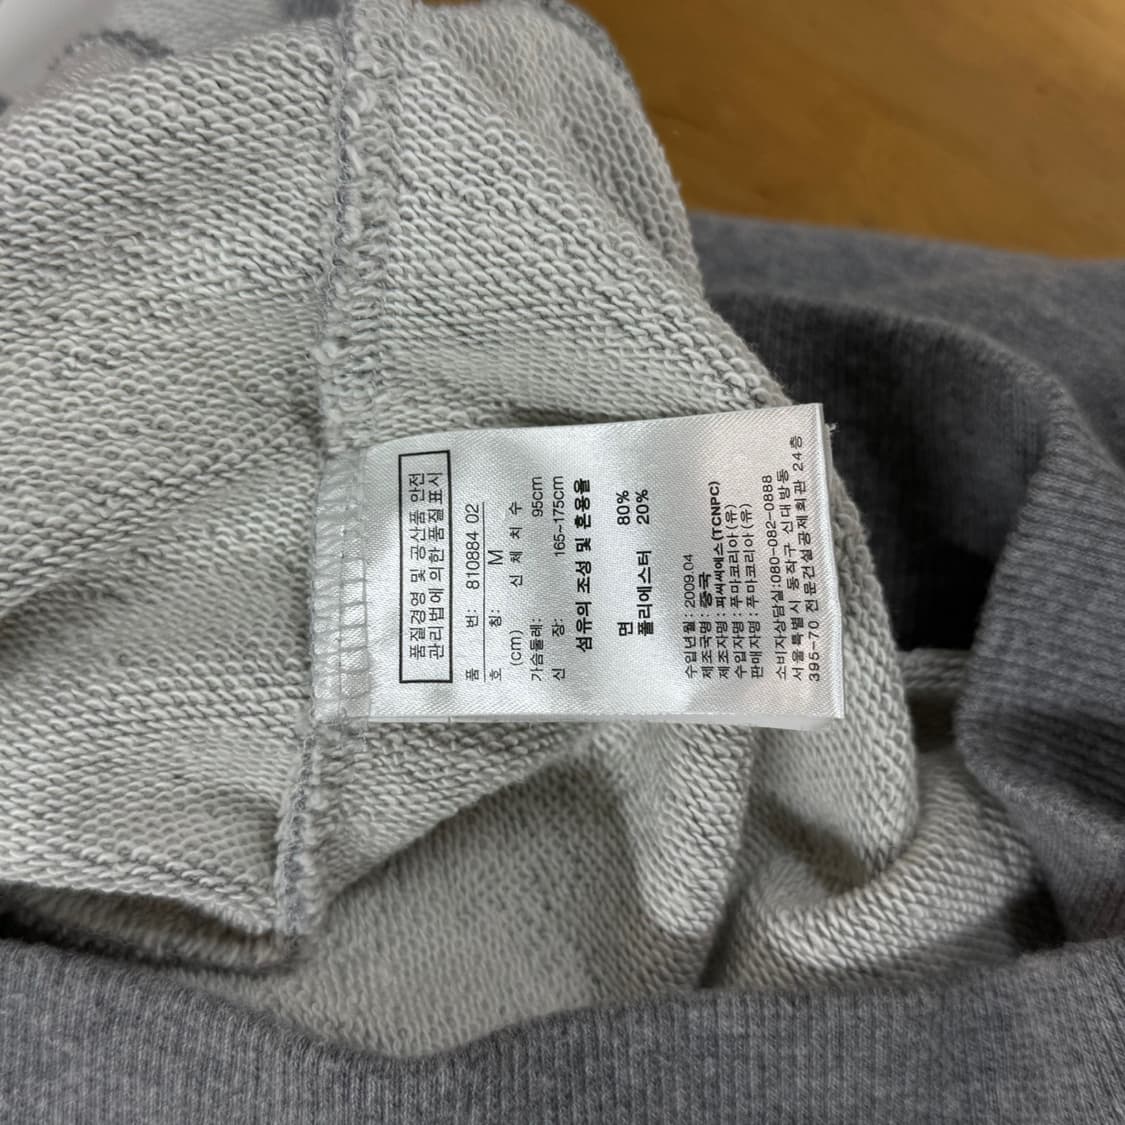 품질경영 및 공산품 안전
관리법에 의한 품질표시
품 번: 810884 02
호 칭: M
(cm) 신 체 치 수
가슴둘레: 95cm
신 장: 165~175cm
섬유의 조성 및 혼용율
면 80%
폴리에스터 20%
수입년월: 2009.04
제조국명: 중국
제조자명: 피씨씨에스(TCNPC)
수입자명: 푸마코리아(유)
판매자명: 푸마코리아(유)
소비자상담실:080-082-0888
서울특별시 동작구 신대방동
395-70 전문건설공제회관 24층